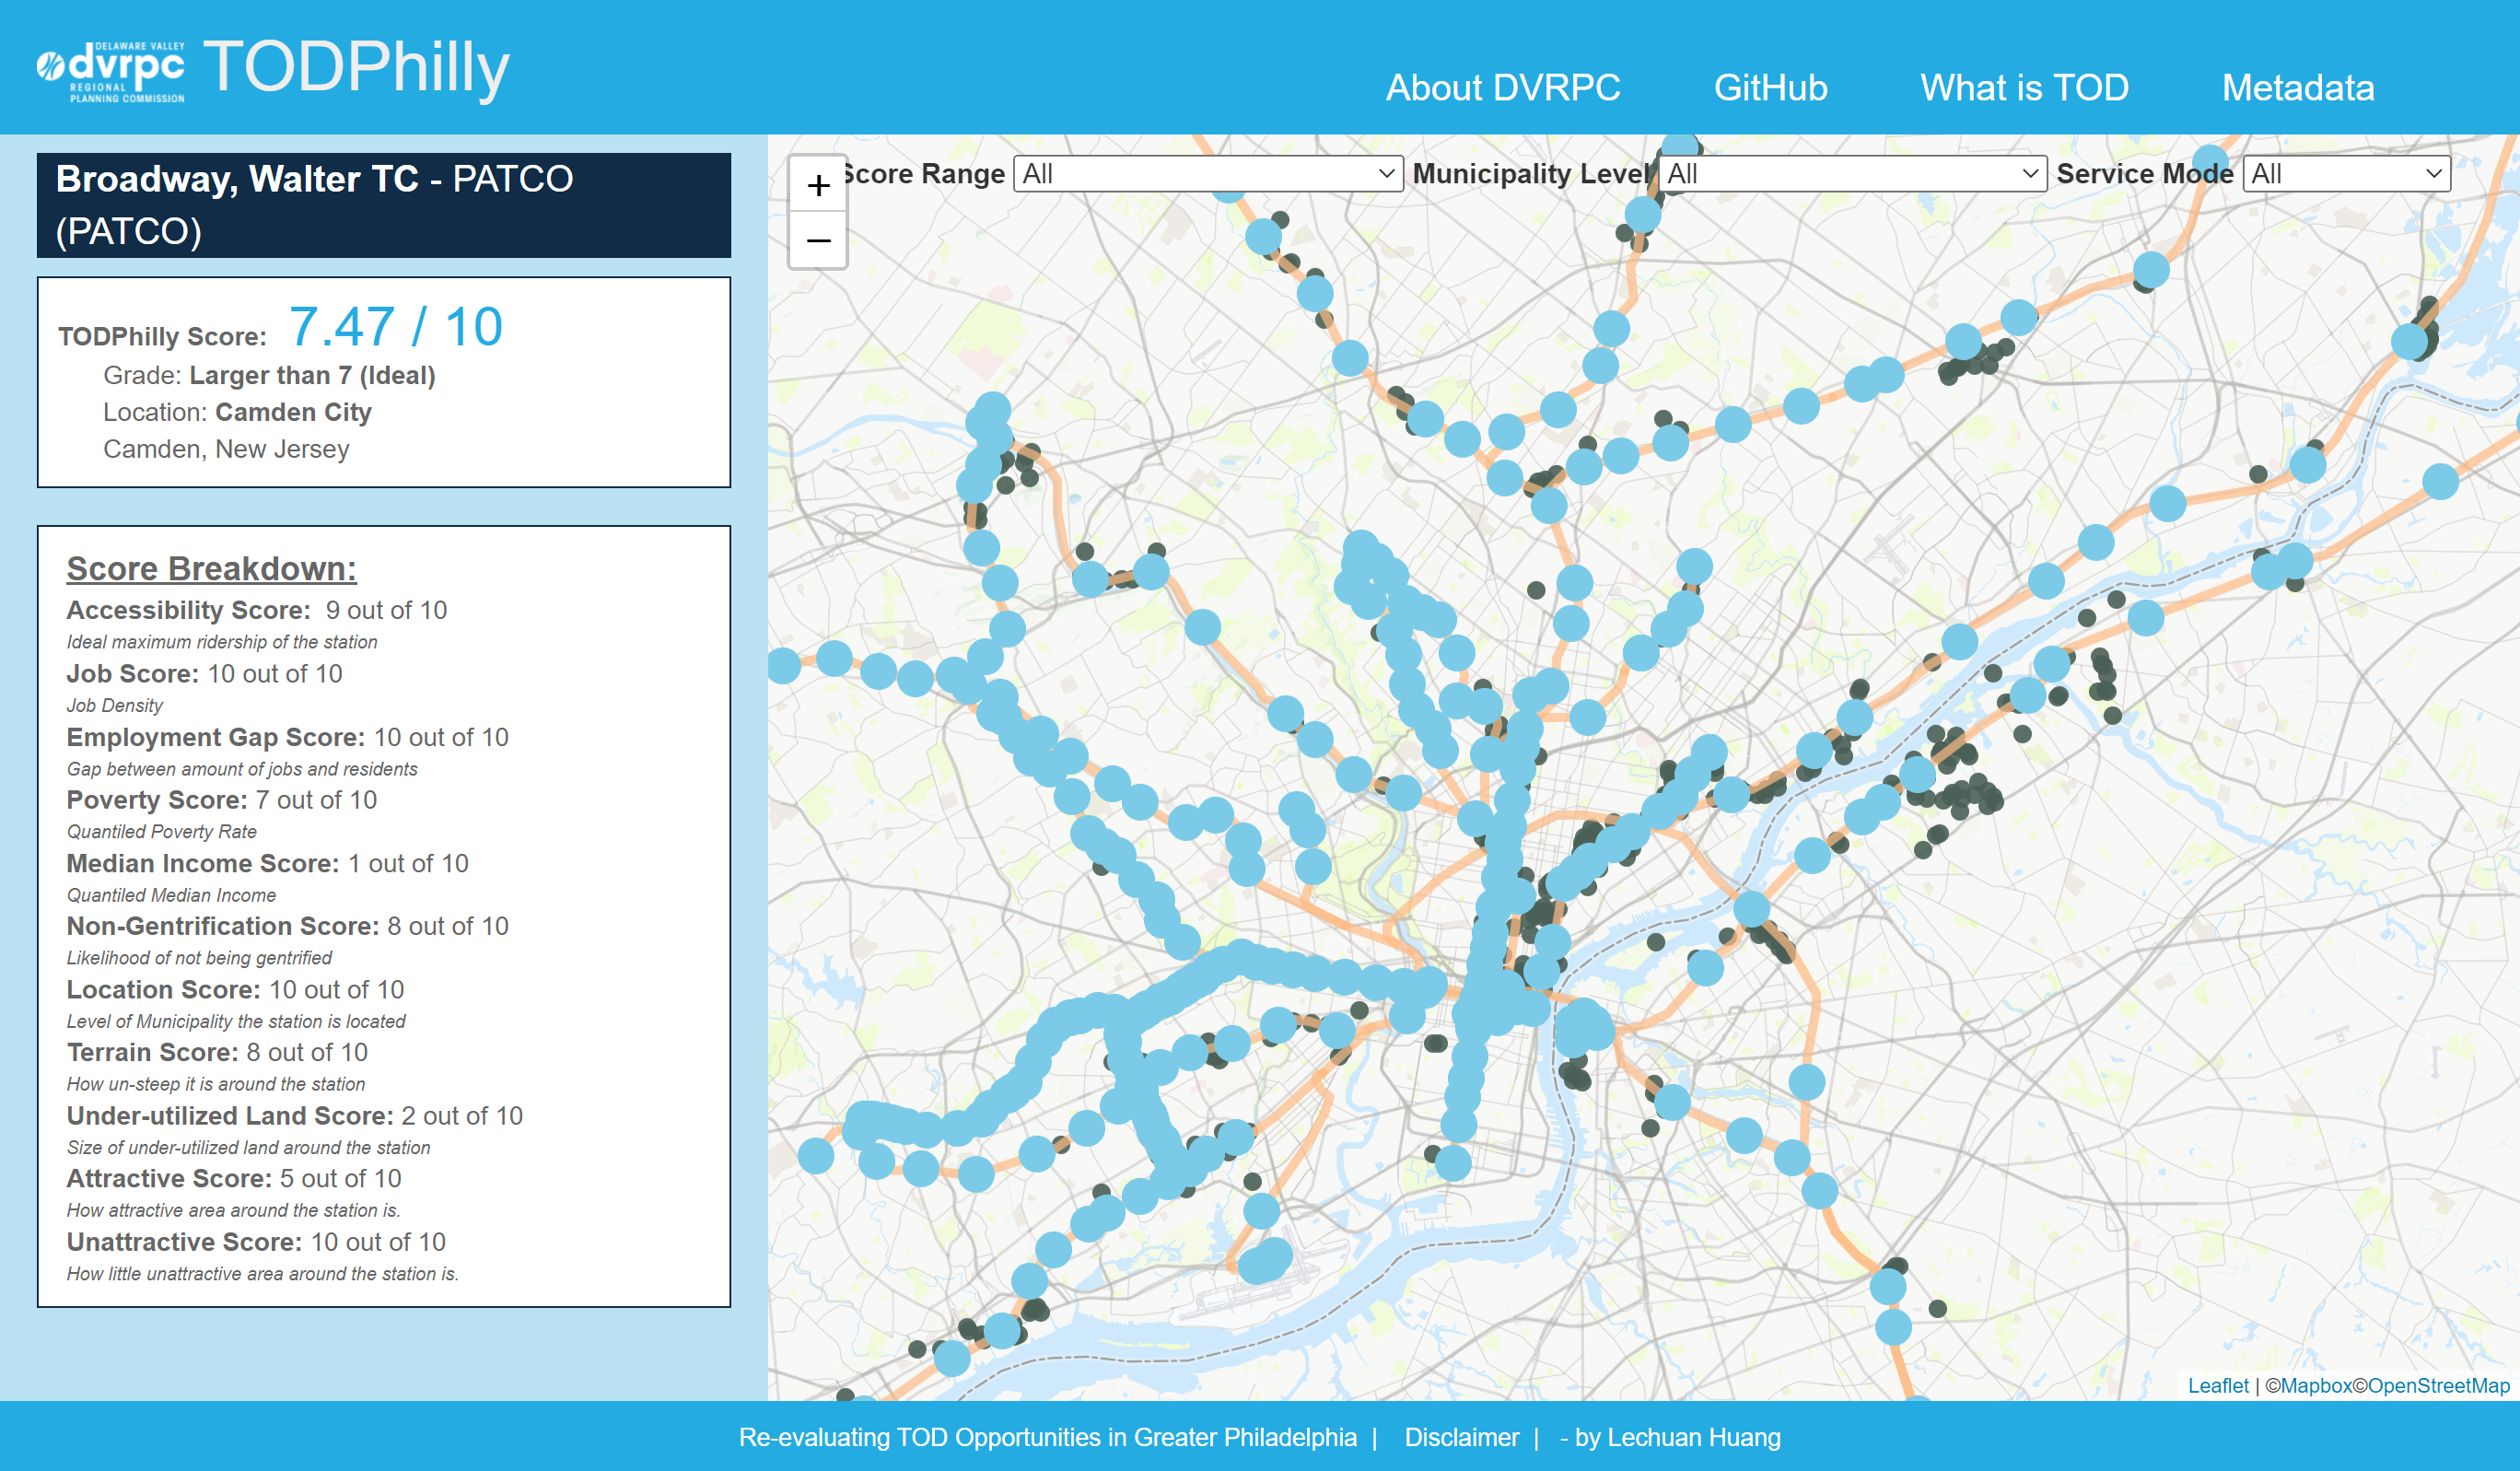 DELAWARE VALLEY
dvrpc
REGIONAL
PLANNING COMMISSION
TODPhilly
About DVRPC
GitHub
What is TOD
Metadata
Broadway, Walter TC - PATCO
(PATCO)
TODPhilly Score: 7.47 / 10
Grade: Larger than 7 (Ideal)
Location: Camden City
Camden, New Jersey
Score Breakdown:
Accessibility Score: 9 out of 10
Ideal maximum ridership of the station
Job Score: 10 out of 10
Job Density
Employment Gap Score: 10 out of 10
Gap between amount of jobs and residents
Poverty Score: 7 out of 10
Quantiled Poverty Rate
Median Income Score: 1 out of 10
Quantiled Median Income
Non-Gentrification Score: 8 out of 10
Likelihood of not being gentrified
Location Score: 10 out of 10
Level of Municipality the station is located
Terrain Score: 8 out of 10
How un-steep it is around the station
Under-utilized Land Score: 2 out of 10
Size of under-utilized land around the station
Attractive Score: 5 out of 10
How attractive area around the station is.
Unattractive Score: 10 out of 10
How little unattractive area around the station is.
+
−
Score Range All Municipality Level All Service Mode All
Leaflet | ©Mapbox©OpenStreetMap
Re-evaluating TOD Opportunities in Greater Philadelphia | Disclaimer | - by Lechuan Huang